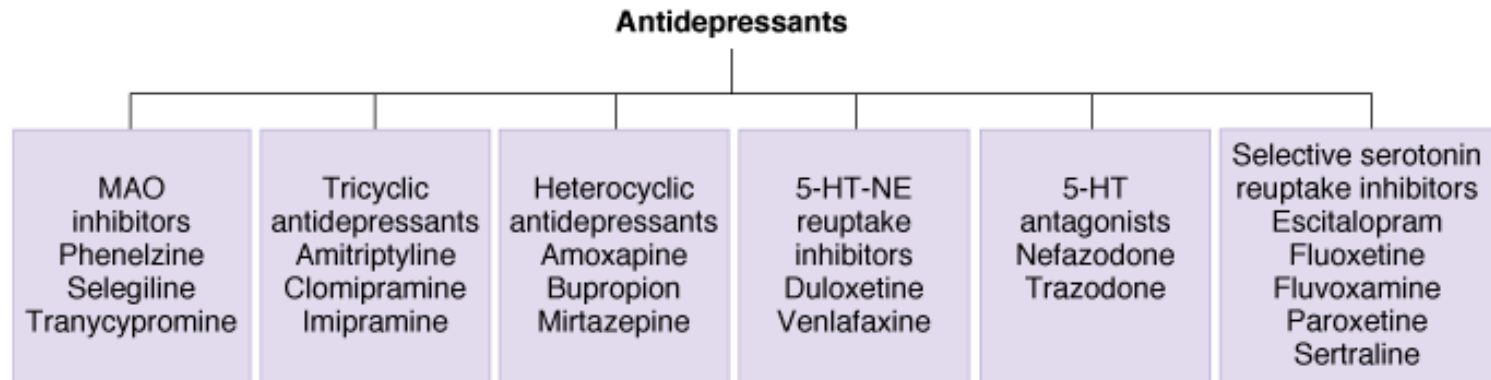 Antidepressants
MAO
inhibitors
Phenelzine
Selegiline
Tranycypromine
Tricyclic
antidepressants
Amitriptyline
Clomipramine
Imipramine
Heterocyclic
antidepressants
Amoxapine
Bupropion
Mirtazepine
5-HT-NE
reuptake
inhibitors
Duloxetine
Venlafaxine
5-HT
antagonists
Nefazodone
Trazodone
Selective serotonin
reuptake inhibitors
Escitalopram
Fluoxetine
Fluvoxamine
Paroxetine
Sertraline